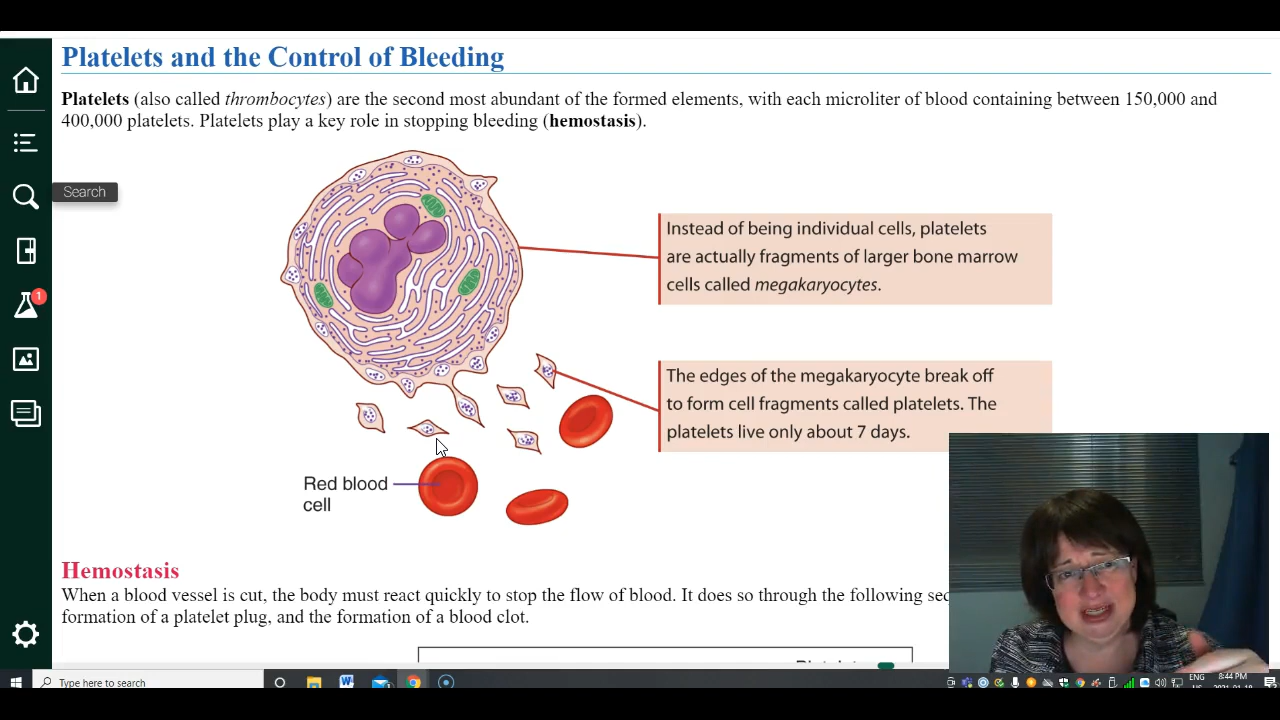 Platelets and the Control of Bleeding
Platelets (also called thrombocytes) are the second most abundant of the formed elements, with each microliter of blood containing between 150,000 and
400,000 platelets. Platelets play a key role in stopping bleeding (hemostasis).
Search
1
Instead of being individual cells, platelets
are actually fragments of larger bone marrow
cells called megakaryocytes.
The edges of the megakaryocyte break off
to form cell fragments called platelets. The
platelets live only about 7 days.
Red blood
cell
Hemostasis
When a blood vessel is cut, the body must react quickly to stop the flow of blood. It does so through the following
formation of a platelet plug, and the formation of a blood clot.
Type here to search
ENG
8:44 PM